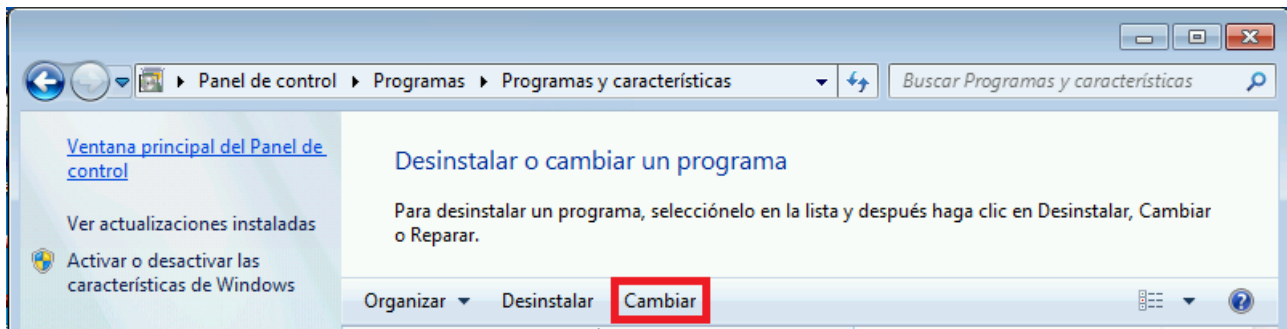 Panel de control Programas Programas y características
Buscar Programas y características
Ventana principal del Panel de
control
Ver actualizaciones instaladas
Activar o desactivar las
características de Windows
Desinstalar o cambiar un programa
Para desinstalar un programa, selecciónelo en la lista y después haga clic en Desinstalar, Cambiar
o Reparar.
Organizar Desinstalar Cambiar